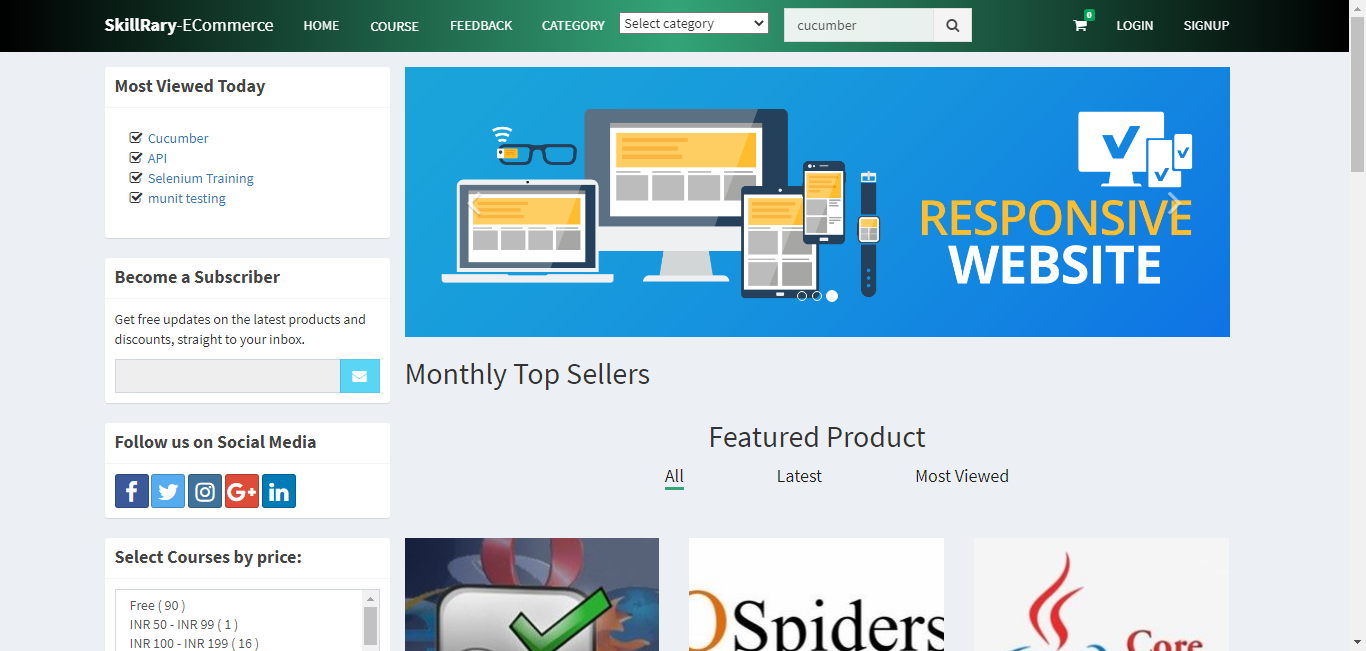 SkillRary-ECommerce HOME COURSE FEEDBACK CATEGORY Select category cucumber 0 LOGIN SIGNUP
Most Viewed Today
Cucumber
API
Selenium Training
munit testing
Become a Subscriber
Get free updates on the latest products and
discounts, straight to your inbox.
Follow us on Social Media
Select Courses by price:
Free ( 90 )
INR 50 - INR 99 ( 1 )
INR 100 - INR 199 ( 16 )
RESPONSIVE
WEBSITE
Monthly Top Sellers
Featured Product
All Latest Most Viewed
Spiders
Core